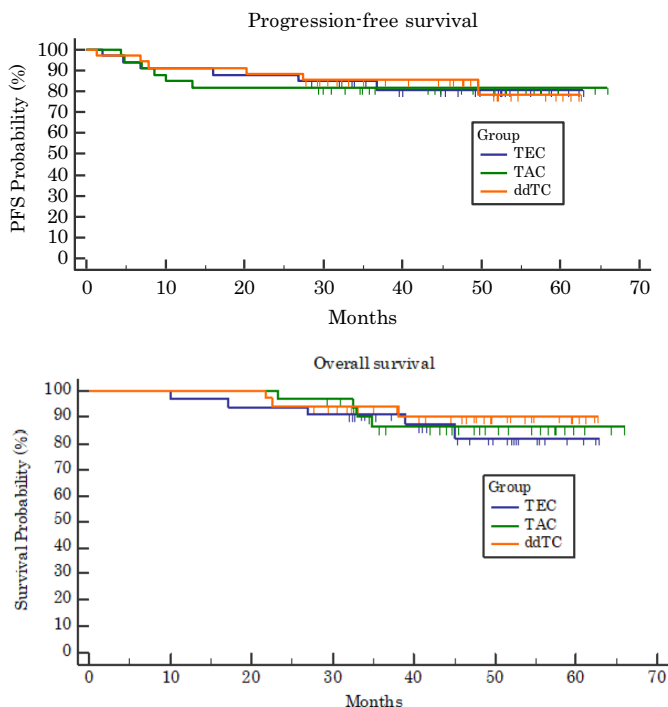 Progression-free survival
PFS Probability (%)
100
90
80
70
60
50
40
30
20
10
0
Group
TEC
TAC
ddTC
0 10 20 30 40 50 60 70
Months
Overall survival
Survival Probability (%)
100
90
80
70
60
50
40
30
20
10
0
Group
TEC
TAC
ddTC
0 10 20 30 40 50 60 70
Months